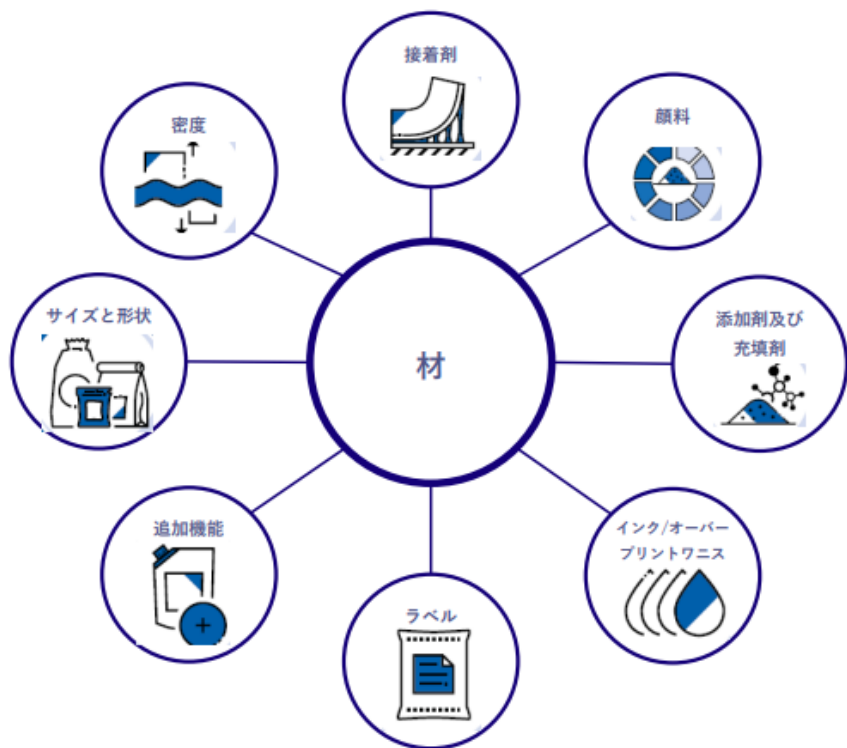 接着剤
密度
顔料
サイズと形状
添加剤及び
充填剤
材
追加機能
インク/オーバー
プリントワニス
ラベル